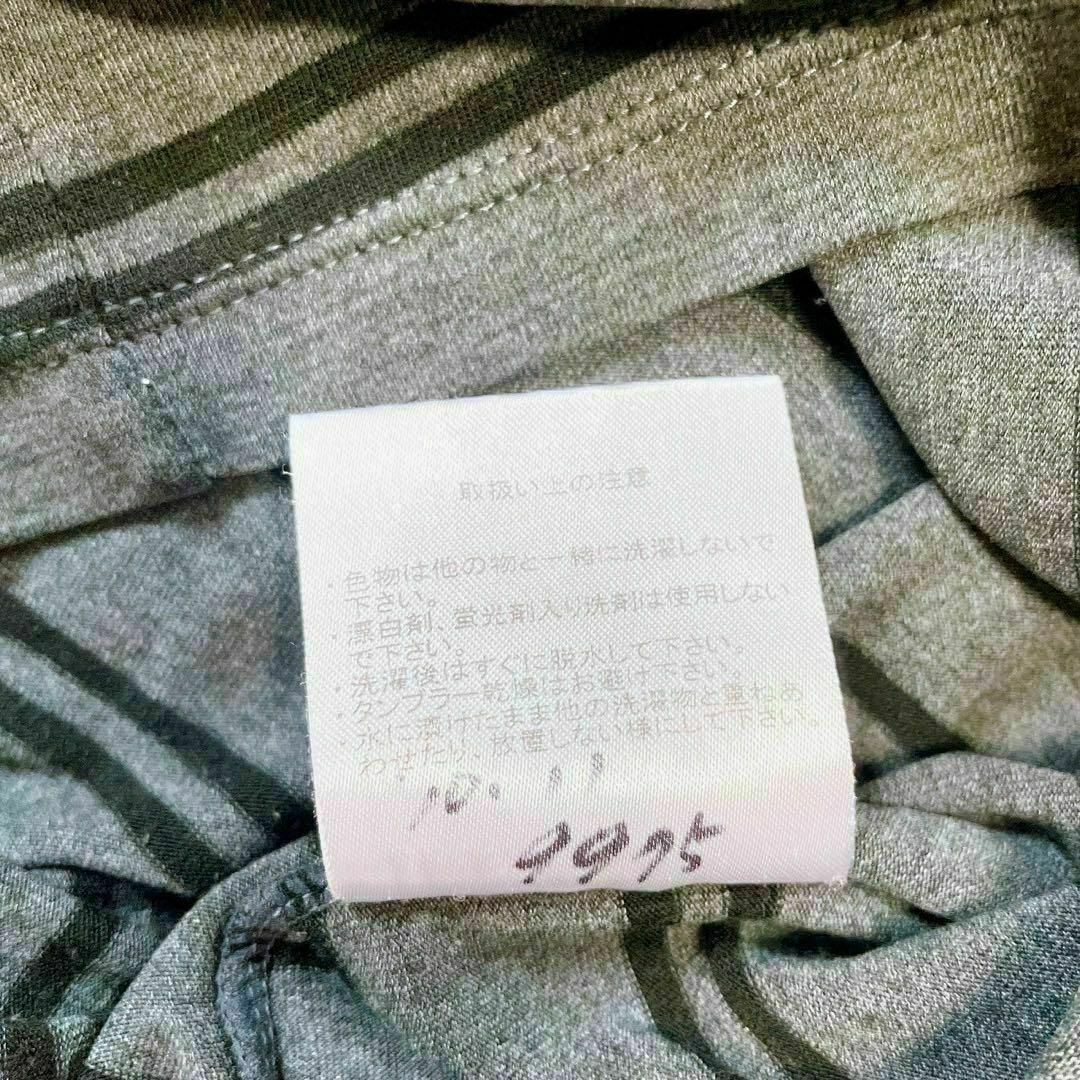 取扱い上の注意
・色物は他の物と一緒に洗濯しないで
下さい。
・漂白剤、蛍光剤入り洗剤は使用しない
で下さい。
・洗濯後はすぐに脱水して下さい。
・タンブラー乾燥はお避け下さい。
・水に漬けたまま他の洗濯物と重ねあ
わせたり、放置しない様にして下さい。
'10. 11
9975